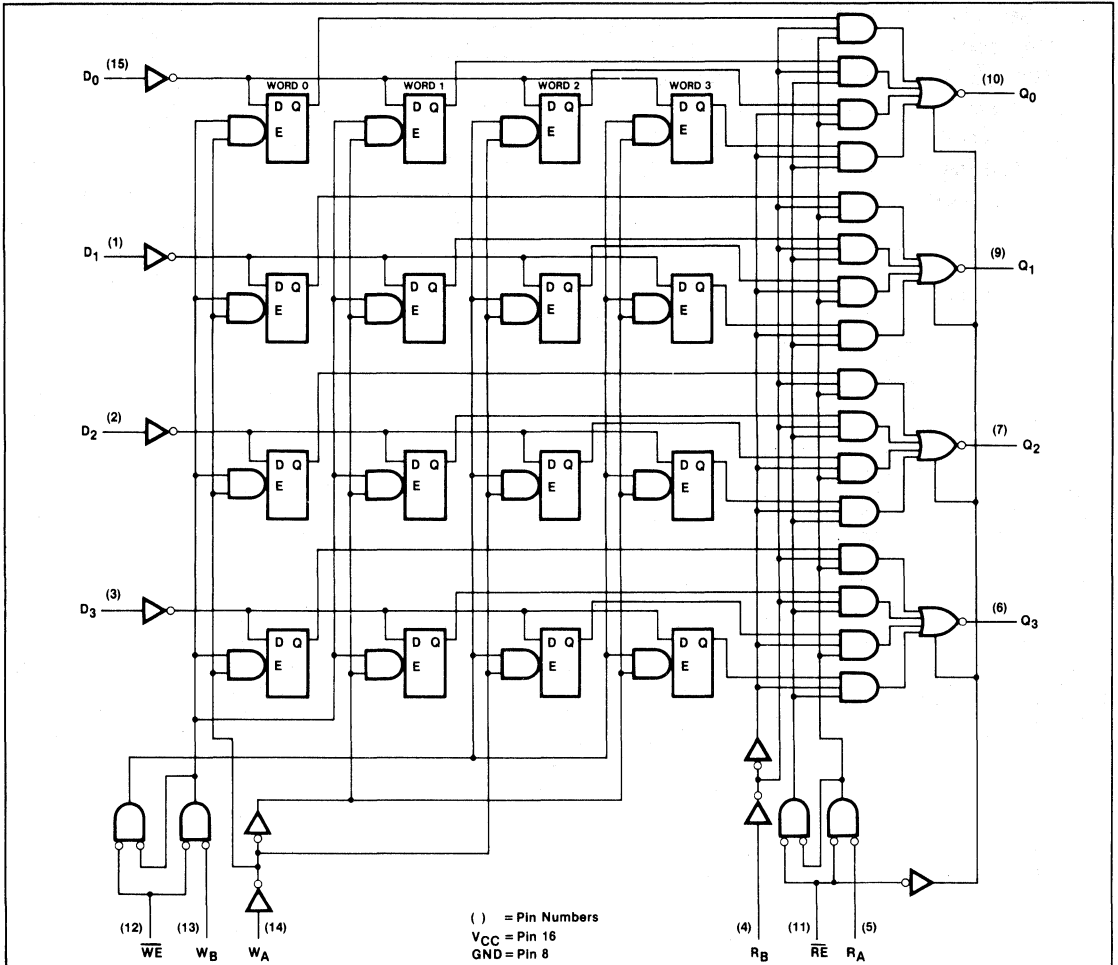 D0 (15)
WORD 0 WORD 1 WORD 2 WORD 3
D Q D Q D Q D Q
E E E E
(10) Q0
D1 (1)
D Q D Q D Q D Q
E E E E
(9) Q1
D2 (2)
D Q D Q D Q D Q
E E E E
(7) Q2
D3 (3)
D Q D Q D Q D Q
E E E E
(6) Q3
(12) (13) (14) (4) (11) (5)
W̅E̅ WB WA RB R̅E̅ RA
( ) = Pin Numbers
VCC = Pin 16
GND = Pin 8